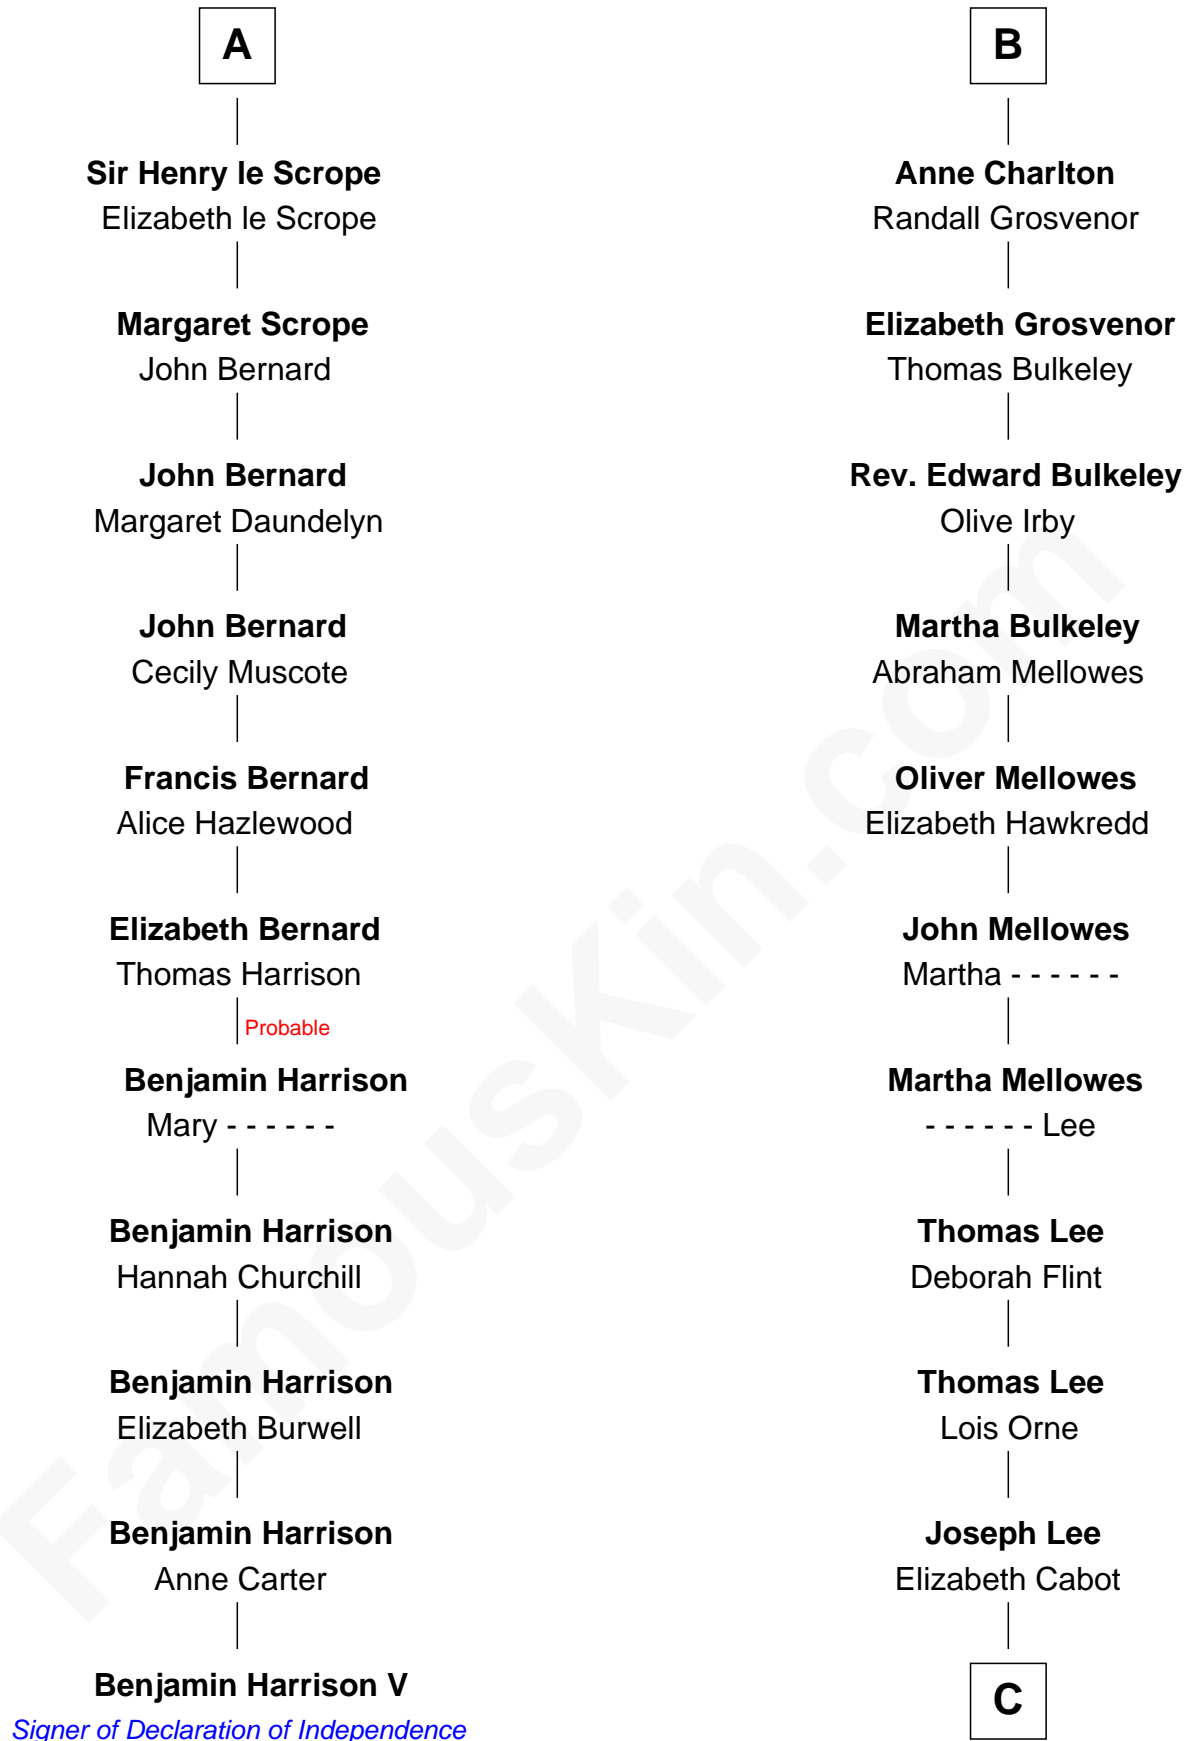 A
Sir Henry le Scrope
Elizabeth le Scrope
Margaret Scrope
John Bernard
John Bernard
Margaret Daundelyn
John Bernard
Cecily Muscote
Francis Bernard
Alice Hazlewood
Elizabeth Bernard
Thomas Harrison
Probable
Benjamin Harrison
Mary - - - - - -
Benjamin Harrison
Hannah Churchill
Benjamin Harrison
Elizabeth Burwell
Benjamin Harrison
Anne Carter
Benjamin Harrison V
Signer of Declaration of Independence
B
Anne Charlton
Randall Grosvenor
Elizabeth Grosvenor
Thomas Bulkeley
Rev. Edward Bulkeley
Olive Irby
Martha Bulkeley
Abraham Mellowes
Oliver Mellowes
Elizabeth Hawkredd
John Mellowes
Martha - - - - - -
Martha Mellowes
- - - - - - Lee
Thomas Lee
Deborah Flint
Thomas Lee
Lois Orne
Joseph Lee
Elizabeth Cabot
C
FamousKin.com